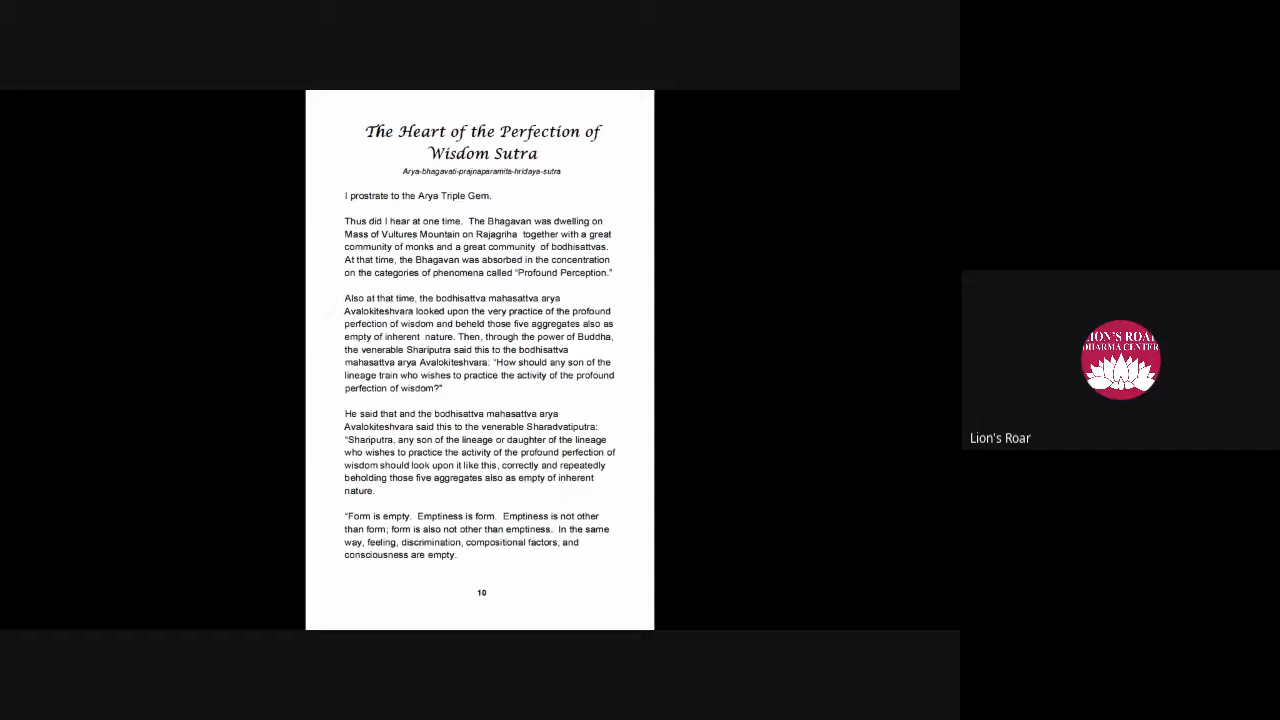 The Heart of the Perfection of
Wisdom Sutra
Arya-bhagavati-prajnaparamita-hridaya-sutra
I prostrate to the Arya Triple Gem.
Thus did I hear at one time.  The Bhagavan was dwelling on
Mass of Vultures Mountain on Rajagriha  together with a great
community of monks and a great community  of bodhisattvas.
At that time, the Bhagavan was absorbed in the concentration
on the categories of phenomena called “Profound Perception.”
Also at that time, the bodhisattva mahasattva arya
Avalokiteshvara looked upon the very practice of the profound
perfection of wisdom and beheld those five aggregates also as
empty of inherent  nature. Then, through the power of Buddha,
the venerable Shariputra said this to the bodhisattva
mahasattva arya Avalokiteshvara: “How should any son of the
lineage train who wishes to practice the activity of the profound
perfection of wisdom?”
He said that and the bodhisattva mahasattva arya
Avalokiteshvara said this to the venerable Sharadvatiputra:
“Shariputra, any son of the lineage or daughter of the lineage
who wishes to practice the activity of the profound perfection of
wisdom should look upon it like this, correctly and repeatedly
beholding those five aggregates also as empty of inherent
nature.
“Form is empty.  Emptiness is form.  Emptiness is not other
than form; form is also not other than emptiness.  In the same
way, feeling, discrimination, compositional factors, and
consciousness are empty.
10
LION'S ROAR
DHARMA CENTER
Lion's Roar